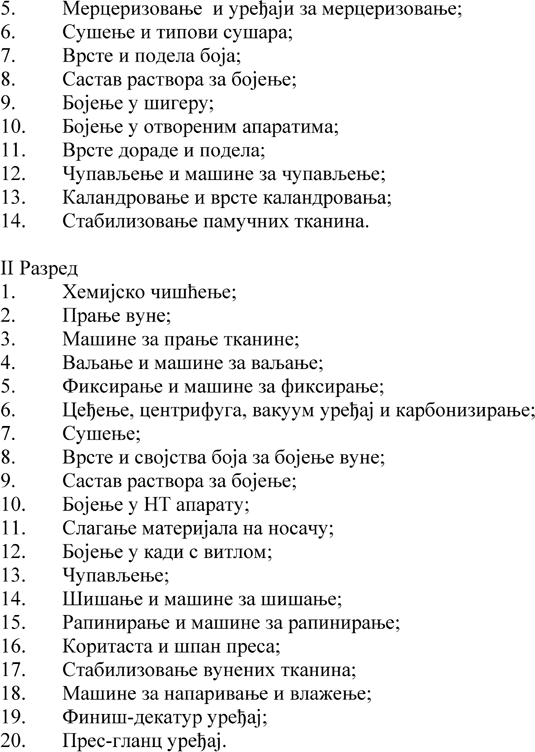 5. Мерцеризовање и уређаји за мерцеризовање;
6. Сушење и типови сушара;
7. Врсте и подела боја;
8. Састав раствора за бојење;
9. Бојење у шигеру;
10. Бојење у отвореним апаратима;
11. Врсте дораде и подела;
12. Чупављење и машине за чупављење;
13. Каландровање и врсте каландровања;
14. Стабилизовање памучних тканина.
II Разред
1. Хемијско чишћење;
2. Прање вуне;
3. Машине за прање тканине;
4. Ваљање и машине за ваљање;
5. Фиксирање и машине за фиксирање;
6. Цеђење, центрифуга, вакуум уређај и карбонизирање;
7. Сушење;
8. Врсте и својства боја за бојење вуне;
9. Састав раствора за бојење;
10. Бојење у НТ апарату;
11. Слагање материјала на носачу;
12. Бојење у кади с витлом;
13. Чупављење;
14. Шишање и машине за шишање;
15. Рапинирање и машине за рапинирање;
16. Коритаста и шпан преса;
17. Стабилизовање вунених тканина;
18. Машине за напаривање и влажење;
19. Финиш-декатур уређај;
20. Прес-гланц уређај.